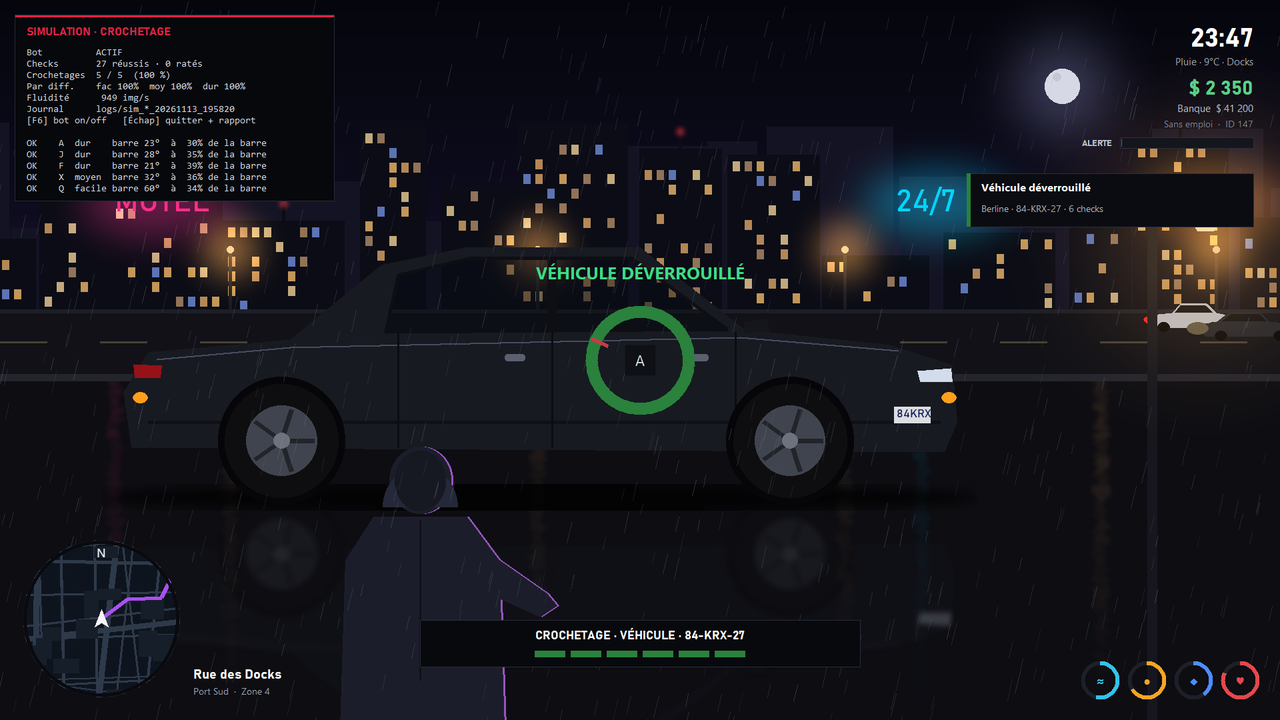 SIMULATION · CROCHETAGE
Bot ACTIF
Checks 27 réussis · 0 ratés
Crochetages 5 / 5 (100 %)
Par diff. fac 100% moy 100% dur 100%
Fluidité 949 img/s
Journal logs/sim_*_20261113_195820
[F6] bot on/off [Échap] quitter + rapport
OK A dur barre 23° à 30% de la barre
OK J dur barre 28° à 35% de la barre
OK F dur barre 21° à 39% de la barre
OK X moyen barre 32° à 36% de la barre
OK Q facile barre 60° à 34% de la barre
MOTEL
23:47
Pluie · 9°C · Docks
$ 2 350
Banque $ 41 200
Sans emploi · ID 147
ALERTE
24/7
Véhicule déverrouillé
Berline · 84-KRX-27 · 6 checks
VÉHICULE DÉVERROUILLÉ
A
84KRX
N
CROCHETAGE · VÉHICULE · 84-KRX-27
Rue des Docks
Port Sud · Zone 4